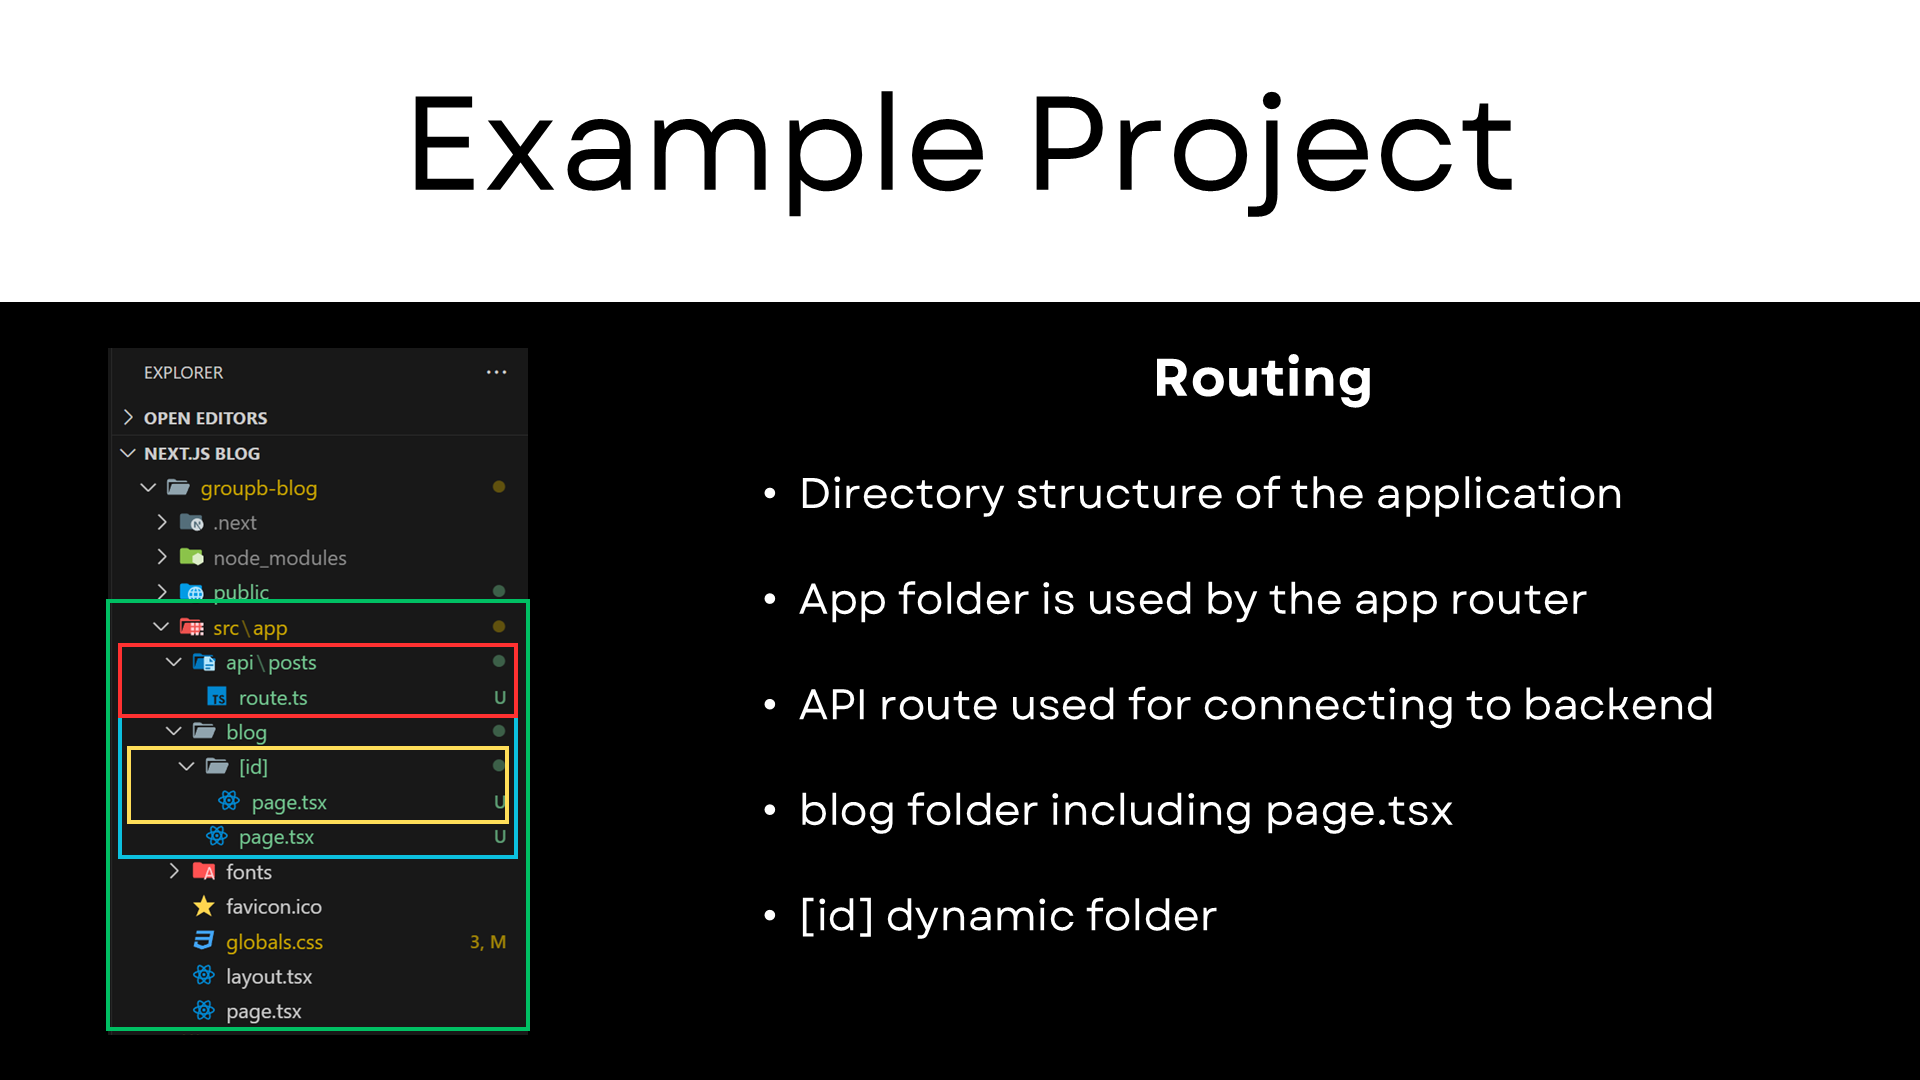 Example Project
EXPLORER ...
OPEN EDITORS
NEXT.JS BLOG
groupb-blog
.next
node_modules
public
src\app
api\posts
TS route.ts U
blog
[id]
page.tsx U
page.tsx U
A fonts
favicon.ico
globals.css 3, M
layout.tsx
page.tsx
Routing
• Directory structure of the application
• App folder is used by the app router
• API route used for connecting to backend
• blog folder including page.tsx
• [id] dynamic folder